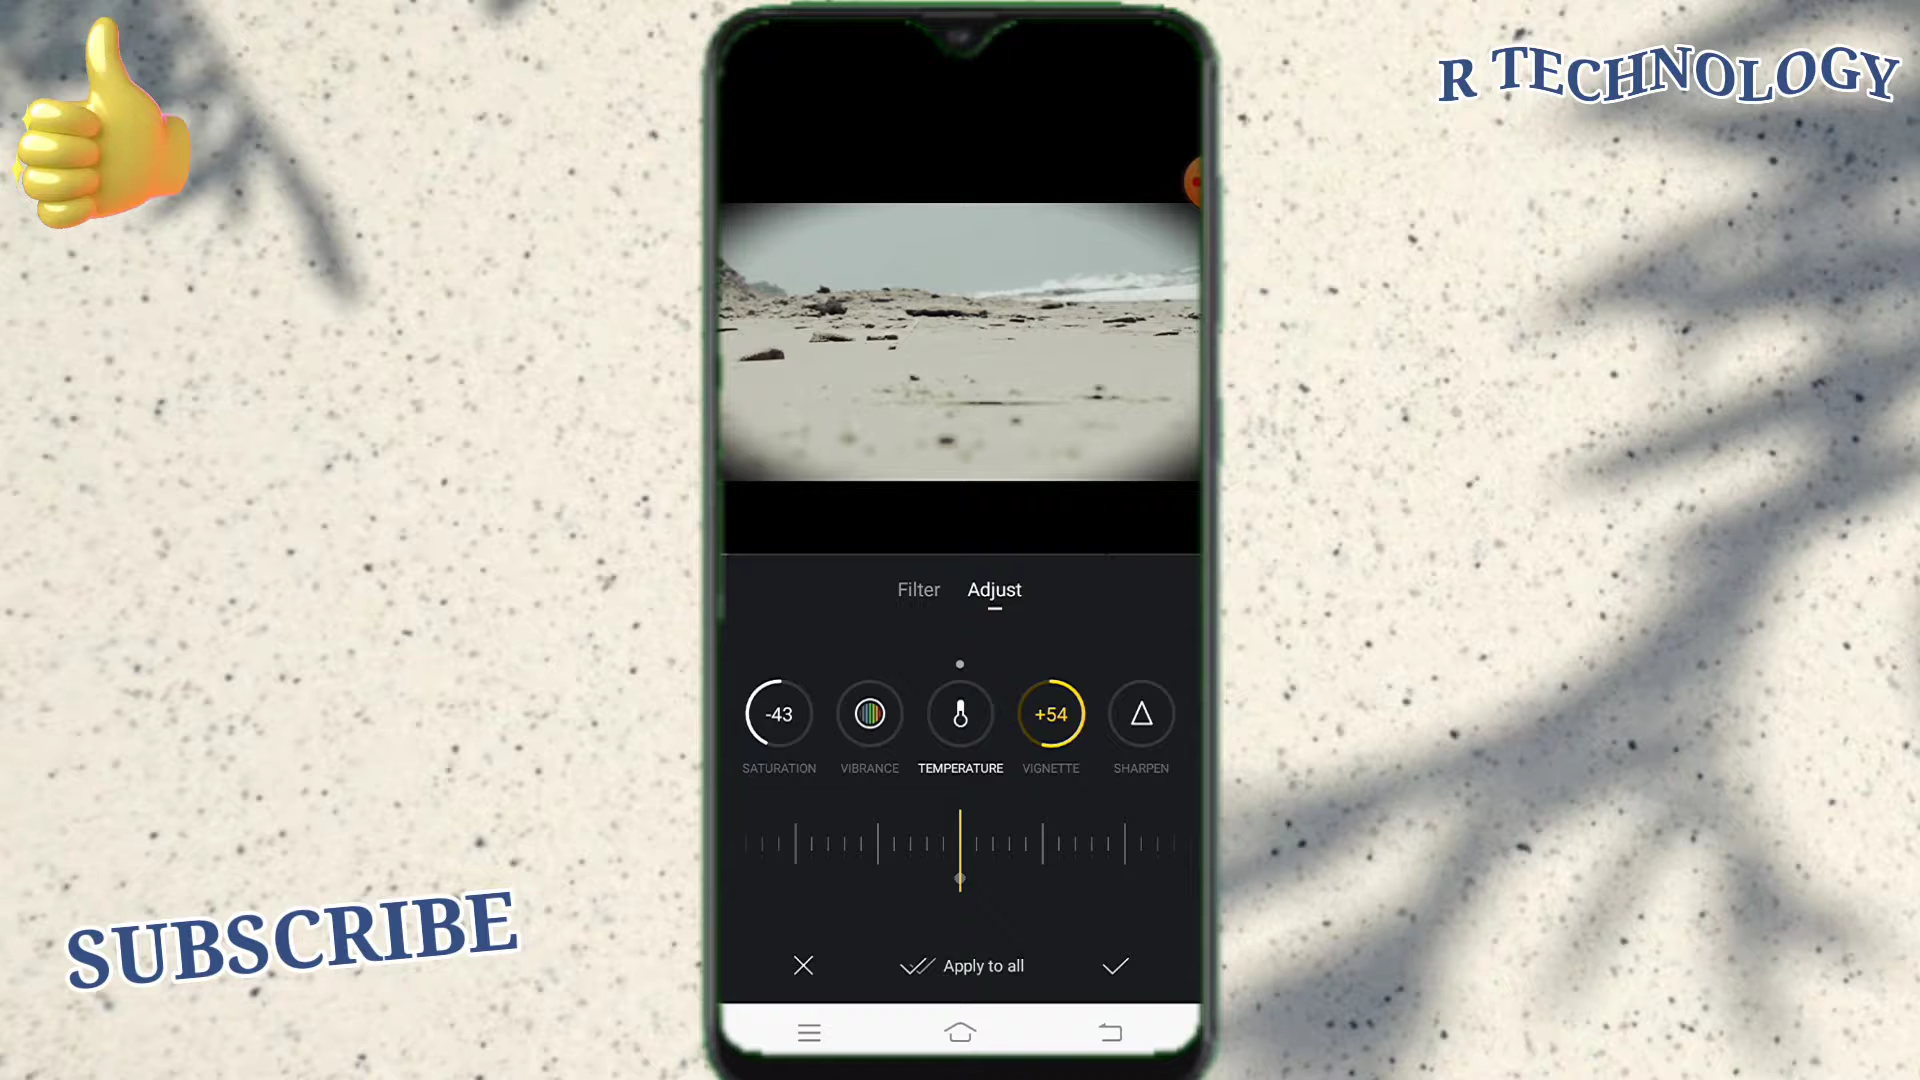 R TECHNOLOGY
Filter Adjust
-43 +54
SATURATION VIBRANCE TEMPERATURE VIGNETTE SHARPEN
Apply to all
SUBSCRIBE